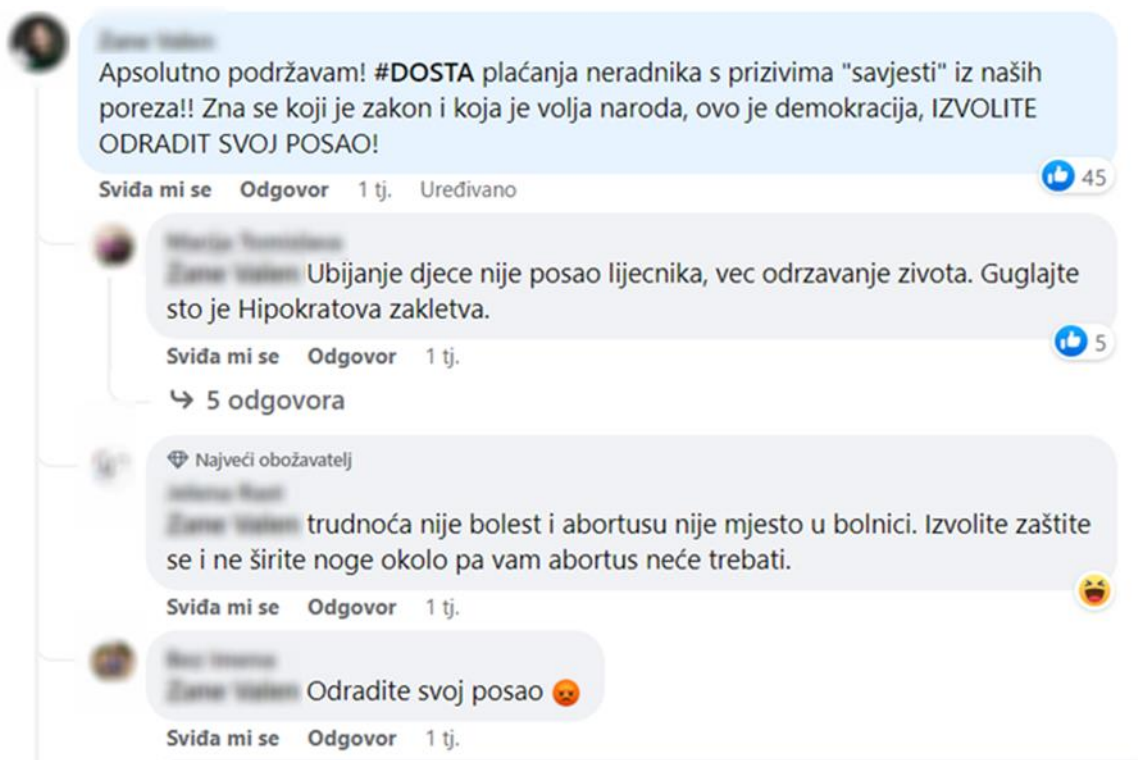 Apsolutno podržavam! #DOSTA plaćanja neradnika s prizivima "savjesti" iz naših
poreza!! Zna se koji je zakon i koja je volja naroda, ovo je demokracija, IZVOLITE
ODRADIT SVOJ POSAO!
Sviđa mi se Odgovor 1 tj. Uređivano
45
Ubijanje djece nije posao lijecnika, vec odrzavanje zivota. Guglajte
sto je Hipokratova zakletva.
5
Sviđa mi se Odgovor 1 tj.
5 odgovora
Najveći obožavatelj
trudnoća nije bolest i abortusu nije mjesto u bolnici. Izvolite zaštite
se i ne širite noge okolo pa vam abortus neće trebati.
Sviđa mi se Odgovor 1 tj.
Odradite svoj posao 😡
Sviđa mi se Odgovor 1 tj.